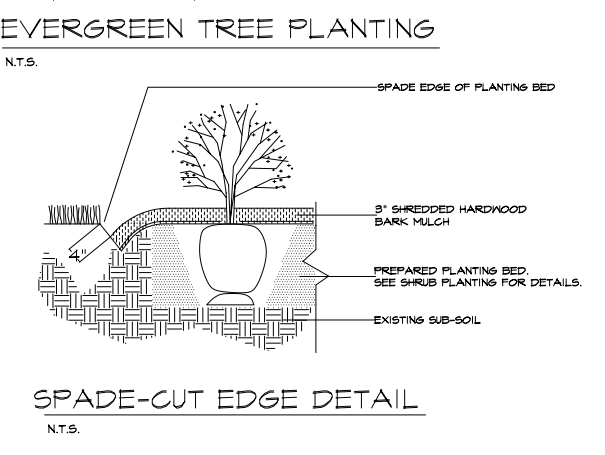 EVERGREEN TREE PLANTING
N.T.S.
SPADE EDGE OF PLANTING BED
3" SHREDDED HARDWOOD
BARK MULCH
4"
PREPARED PLANTING BED.
SEE SHRUB PLANTING FOR DETAILS.
EXISTING SUB-SOIL
SPADE-CUT EDGE DETAIL
N.T.S.